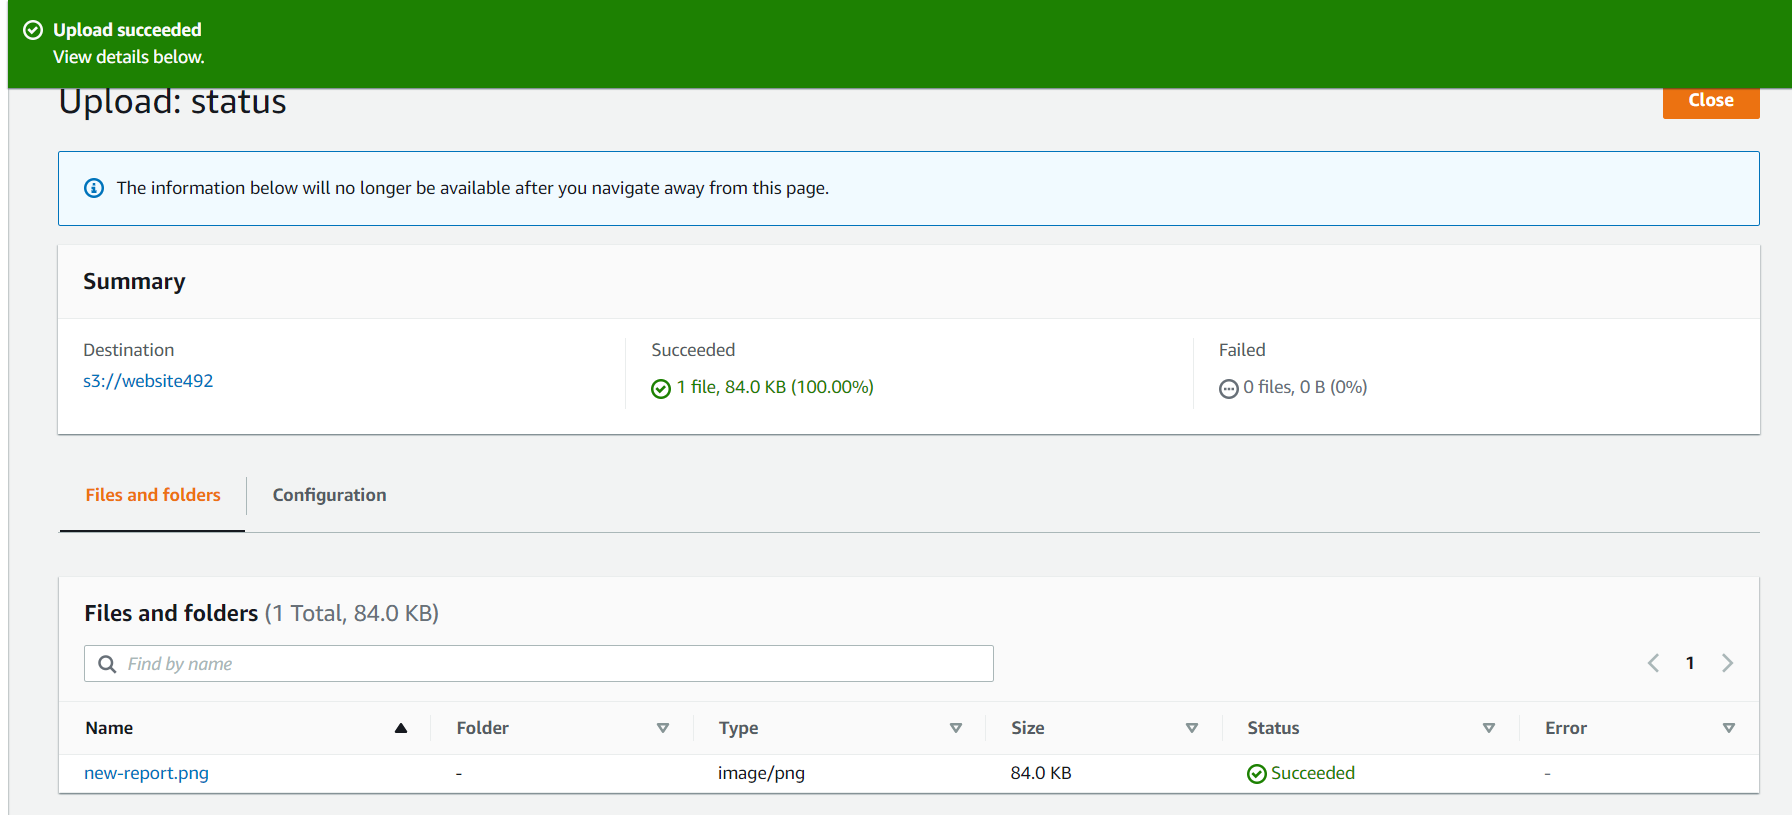 Upload succeeded
View details below.
Upload: status
Close
The information below will no longer be available after you navigate away from this page.
Summary
Destination
s3://website492
Succeeded
1 file, 84.0 KB (100.00%)
Failed
0 files, 0 B (0%)
Files and folders
Configuration
Files and folders (1 Total, 84.0 KB)
Find by name
1
Name Folder Type Size Status Error
new-report.png - image/png 84.0 KB Succeeded -